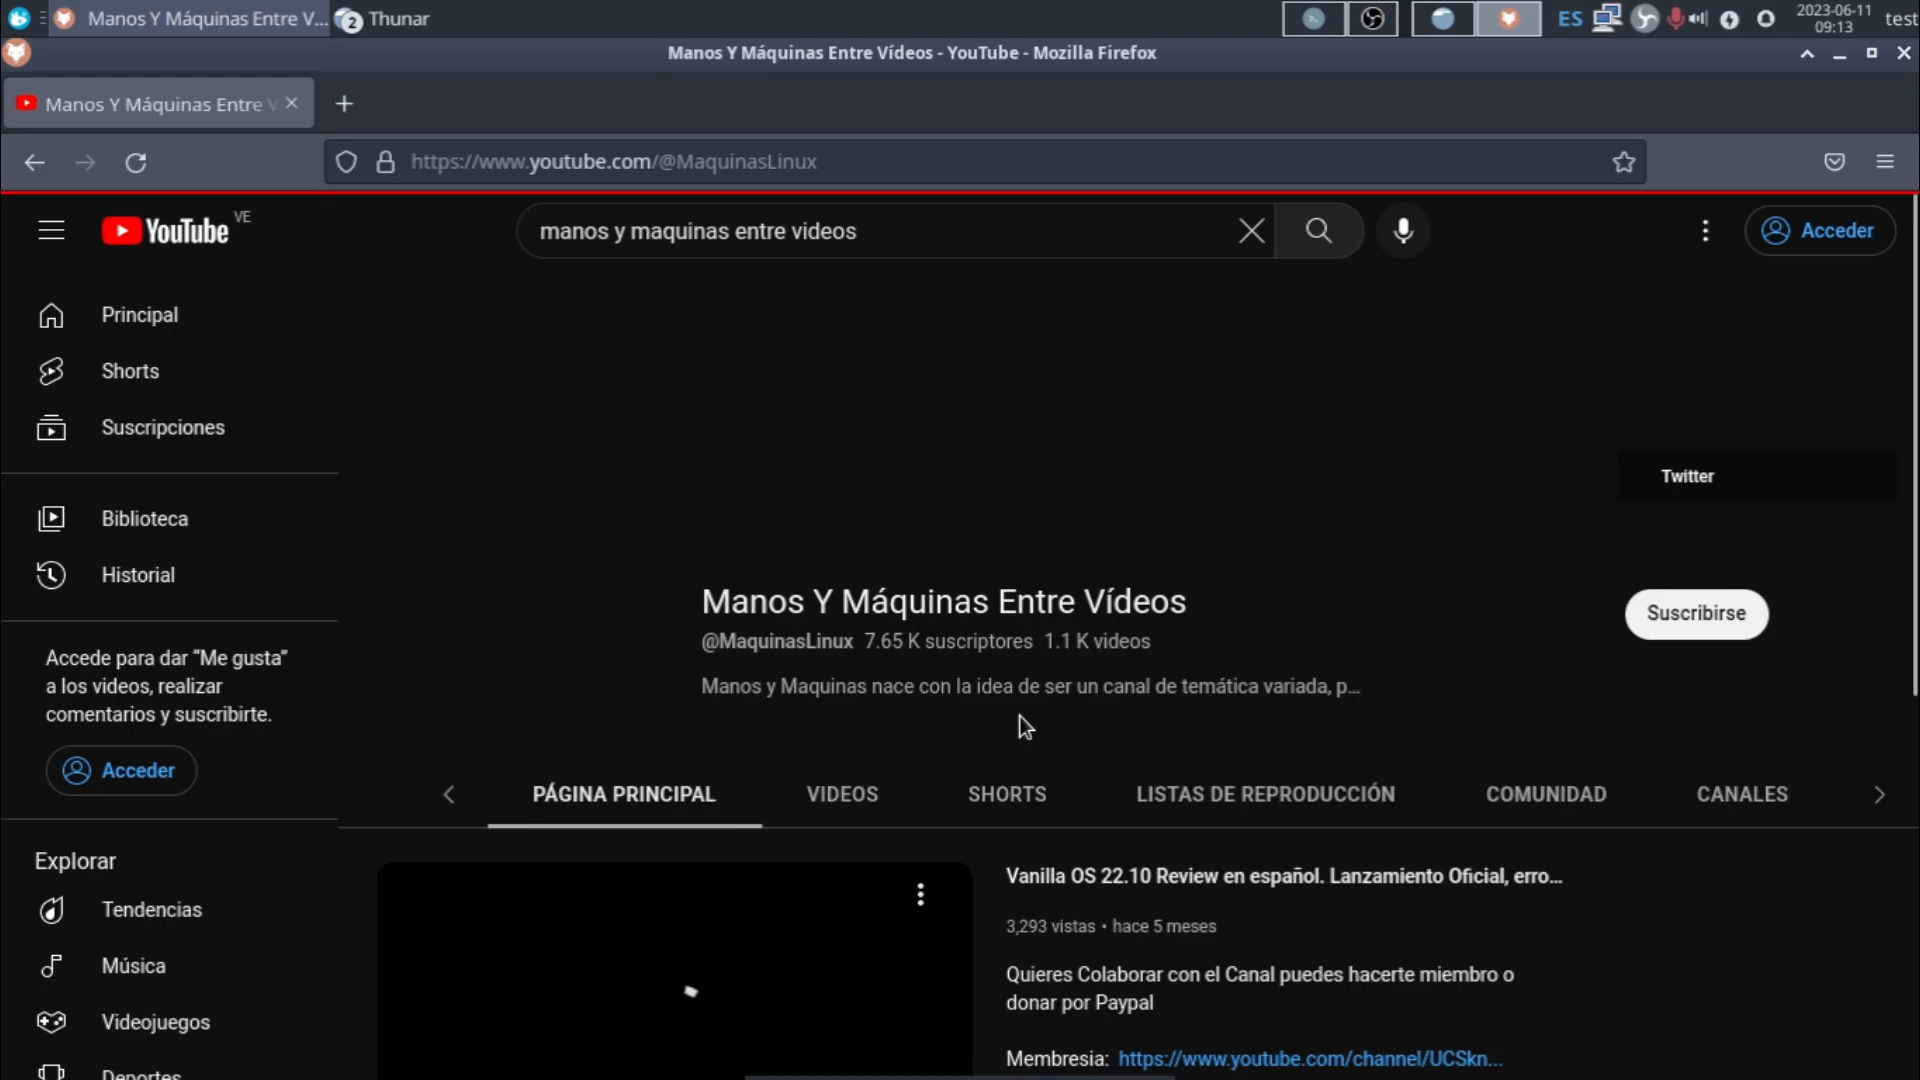 Manos Y Máquinas Entre V...
2
Thunar
ES
2023-06-11
09:13
test
Manos Y Máquinas Entre Vídeos - YouTube - Mozilla Firefox
Manos Y Máquinas Entre V
https://www.youtube.com/@MaquinasLinux
YouTube VE
manos y maquinas entre videos
Acceder
Principal
Shorts
Suscripciones
Twitter
Biblioteca
Historial
Manos Y Máquinas Entre Vídeos
Suscribirse
@MaquinasLinux 7.65 K suscriptores 1.1 K videos
Manos y Maquinas nace con la idea de ser un canal de temática variada, p...
Accede para dar “Me gusta”
a los videos, realizar
comentarios y suscribirte.
Acceder
PÁGINA PRINCIPAL VIDEOS SHORTS LISTAS DE REPRODUCCIÓN COMUNIDAD CANALES
Explorar
Tendencias
Música
Videojuegos
Deportes
Vanilla OS 22.10 Review en español. Lanzamiento Oficial, erro...
3,293 vistas • hace 5 meses
Quieres Colaborar con el Canal puedes hacerte miembro o
donar por Paypal
Membresia: https://www.youtube.com/channel/UCSkn...